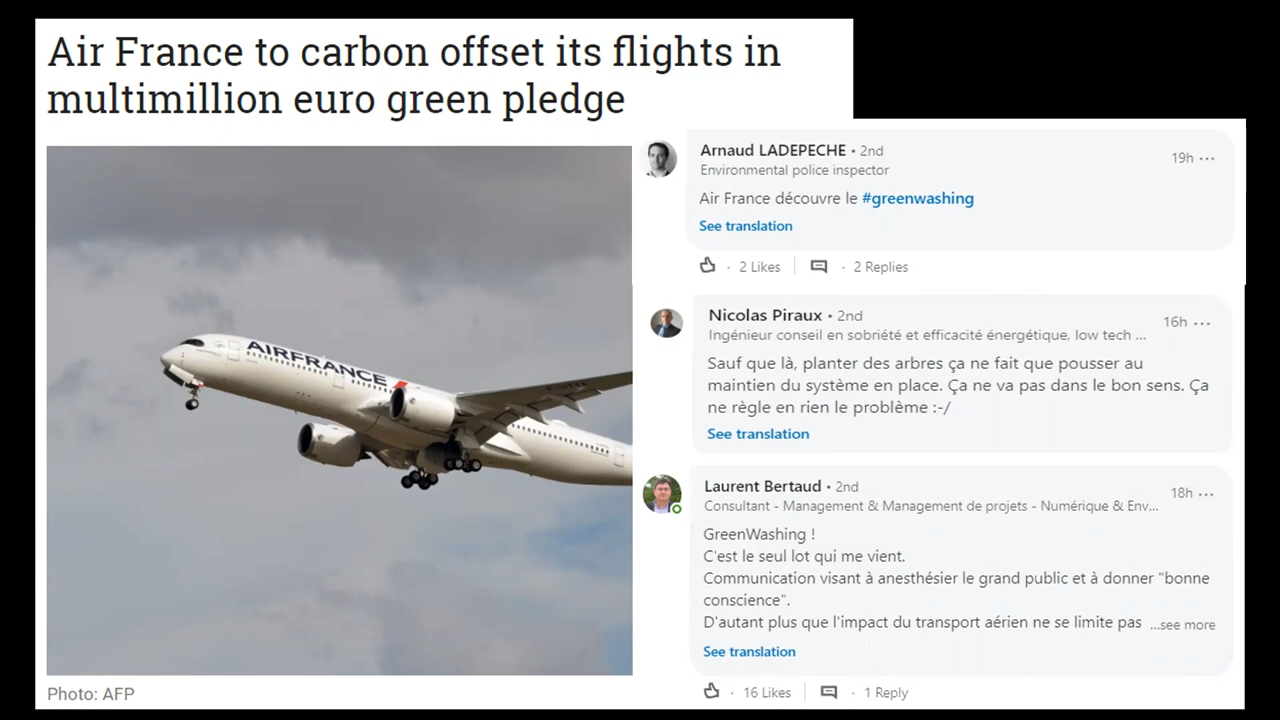 Air France to carbon offset its flights in
multimillion euro green pledge
AIRFRANCE
Photo: AFP
Arnaud LADEPECHE • 2nd
19h ...
Environmental police inspector
Air France découvre le #greenwashing
See translation
· 2 Likes
· 2 Replies
Nicolas Piraux • 2nd
16h ...
Ingénieur conseil en sobriété et efficacité énergétique, low tech ...
Sauf que là, planter des arbres ça ne fait que pousser au
maintien du système en place. Ça ne va pas dans le bon sens. Ça
ne règle en rien le problème :-/
See translation
Laurent Bertaud • 2nd
18h ...
Consultant - Management & Management de projets - Numérique & Env...
GreenWashing !
C'est le seul lot qui me vient.
Communication visant à anesthésier le grand public et à donner "bonne
conscience".
D'autant plus que l'impact du transport aérien ne se limite pas ...see more
See translation
· 16 Likes
· 1 Reply